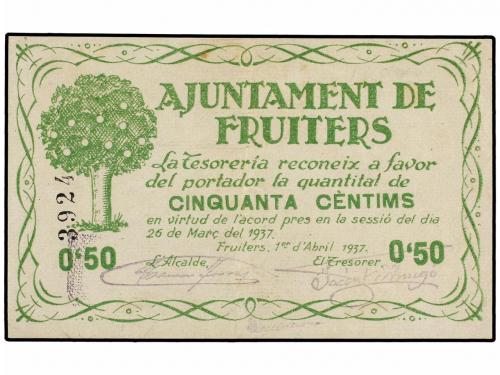 AJUNTAMENT DE
FRUITERS
La Tesorería reconeix a favor
del portador la quantitat de
CINQUANTA CÈNTIMS
en virtud de l'acord pres en la sessió del dia
26 de Març del 1937.
Fruiters, 1er d'Abril 1937.
0'50
L'Alcalde,
El Tresorer,
0'50
3924